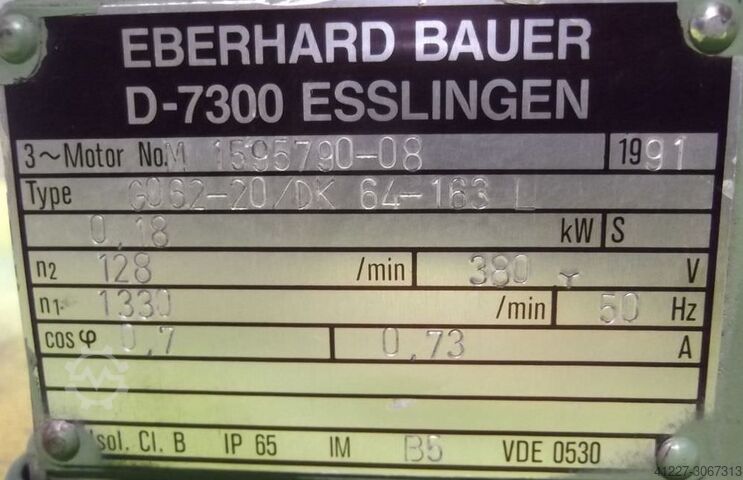 EBERHARD BAUER
D-7300 ESSLINGEN
3~Motor No. M 1595790-08 1991
Type G062-20/DK 64-163 L
0,18 kW S
n2 128 /min 380 Y V
n1 1330 /min 50 Hz
cos φ 0,7 0,73 A
Isol. Cl. B IP 65 IM B5 VDE 0530
41227-3067313